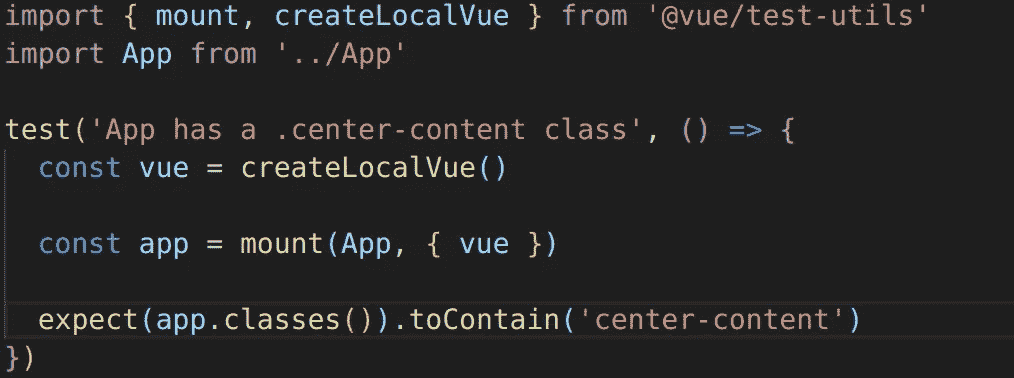 import { mount, createLocalVue } from '@vue/test-utils'
import App from '../App'
test('App has a .center-content class', () => {
const vue = createLocalVue()
const app = mount(App, { vue })
expect(app.classes()).toContain('center-content')
})